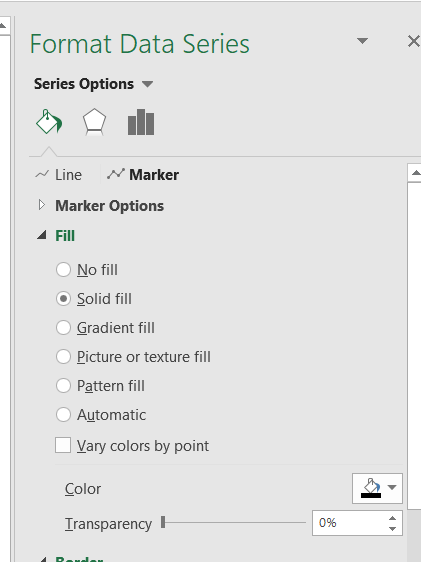 Format Data Series
Series Options
Line Marker
Marker Options
Fill
No fill
Solid fill
Gradient fill
Picture or texture fill
Pattern fill
Automatic
Vary colors by point
Color
Transparency 0%
Border